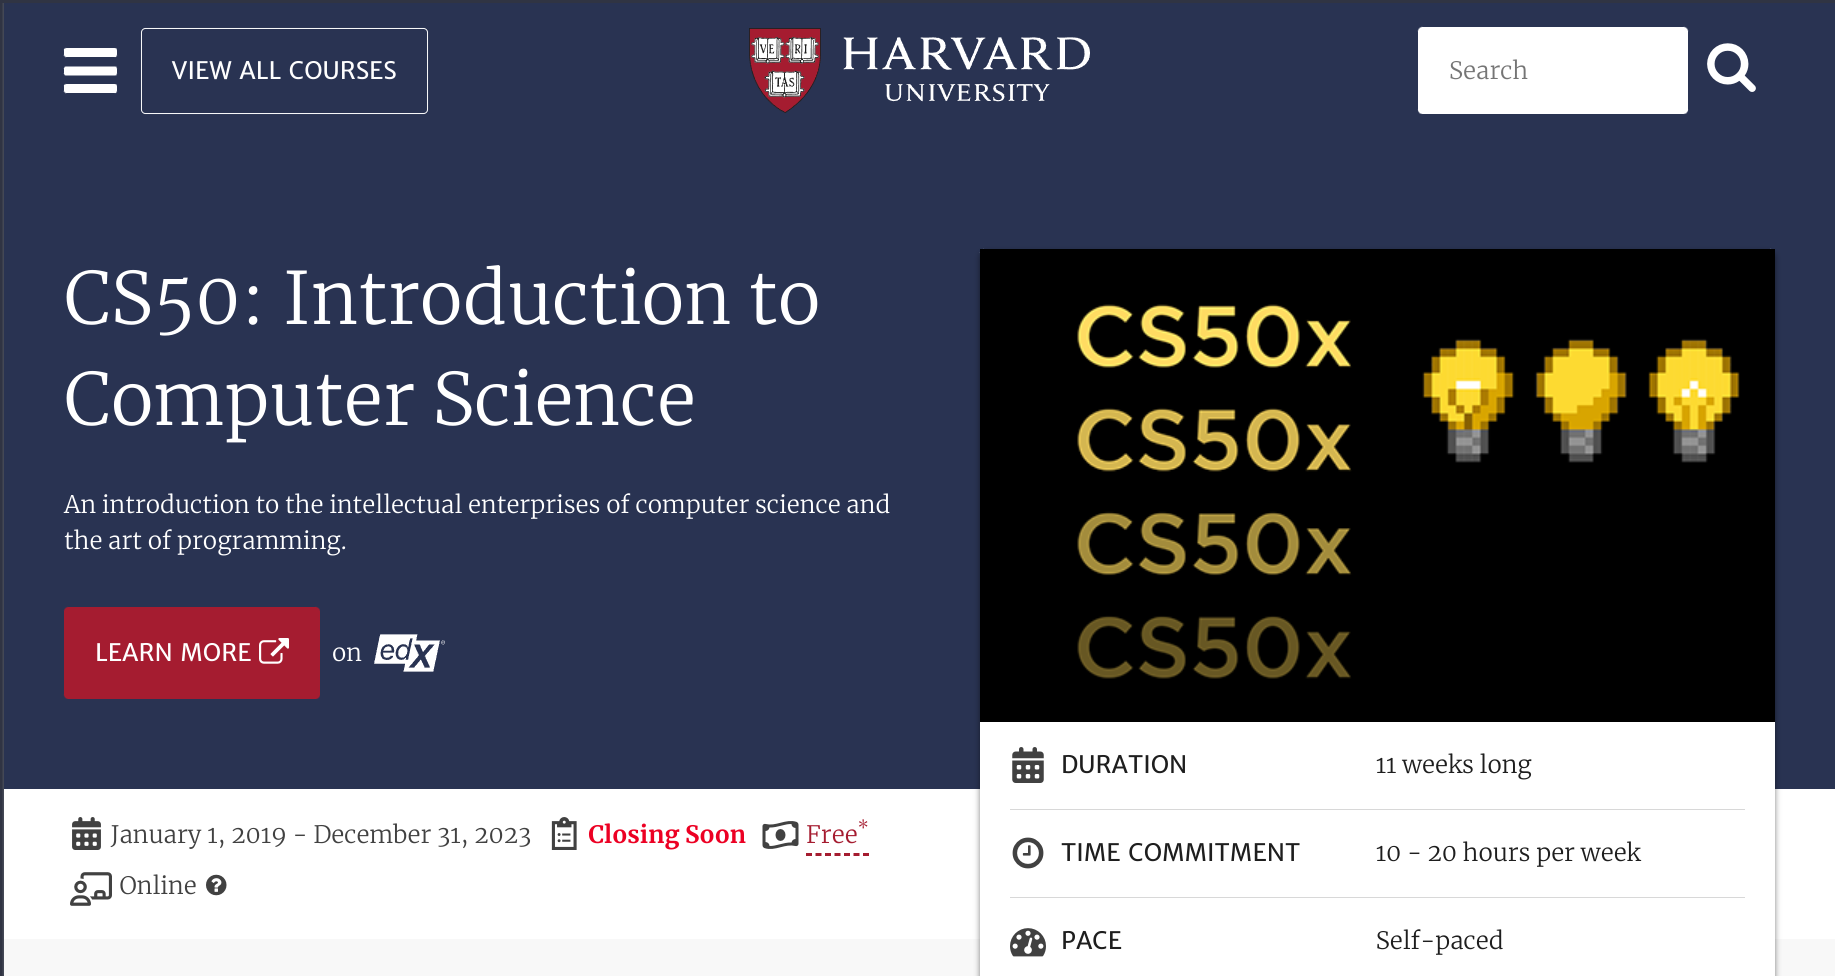 VIEW ALL COURSES
VE RI TAS
HARVARD
UNIVERSITY
Search
CS50: Introduction to
Computer Science
An introduction to the intellectual enterprises of computer science and
the art of programming.
LEARN MORE on edX
January 1, 2019 - December 31, 2023 Closing Soon Free*
Online
CS50x
CS50x
CS50x
CS50x
DURATION 11 weeks long
TIME COMMITMENT 10 - 20 hours per week
PACE Self-paced